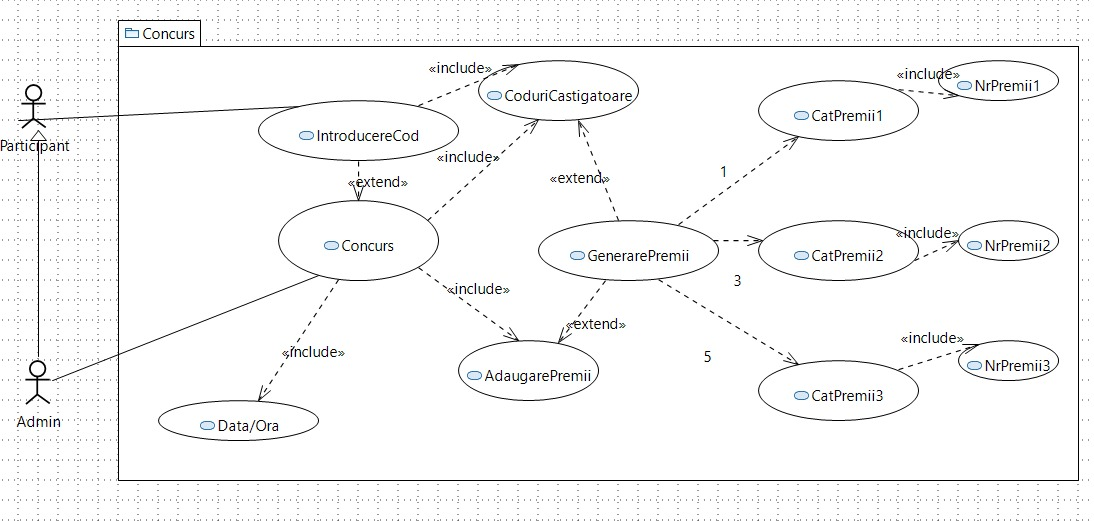 Concurs
«include»
CoduriCastigatoare
«include»
NrPremii1
CatPremii1
Participant
IntroducereCod
«include»
1
«extend»
«extend»
Concurs
GenerarePremii
CatPremii2
«include»
NrPremii2
3
«include»
«extend»
«include»
5
«include»
NrPremii3
AdaugarePremii
CatPremii3
Admin
Data/Ora